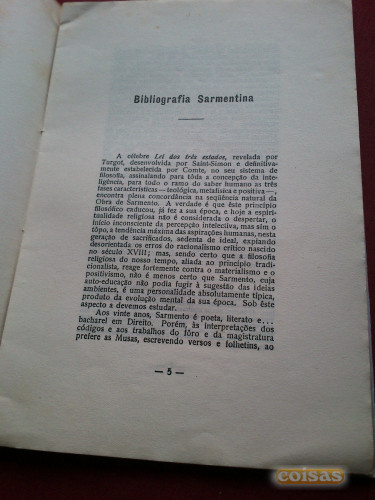 Bibliografia Sarmentina
A célebre Lei dos três estados, revelada por
Turgot, desenvolvida por Saint-Simon e definitiva-
mente estabelecida por Comte, no seu sistema de
filosofia, assinalando para tôda a concepção da inte-
ligência, para todo o ramo do saber humano as três
fases características — teológica, metafísica e positiva —,
encontra plena concordância na seqüência natural da
Obra de Sarmento. A verdade é que êste princípio
filosófico caducou, já fez a sua época, e hoje a espiri-
tualidade religiosa não é considerada o despertar, o
início inconsciente da percepção intelectiva, mas sim o
tôpo, a tendência máxima das aspirações humanas, nesta
geração de sacrificados, sedenta de ideal, expiando
desorientada os erros do racionalismo crítico nascido
no século XVIII; mas, sendo certo que a filosofia
religiosa do nosso tempo, aliada ao princípio tradi-
cionalista, reage fortemente contra o materialismo e o
positivismo, não é menos certo que Sarmento, cuja
auto-educação não podia fugir à sugestão das ideias
ambientes, é uma personalidade absolutamente típica,
produto da evolução mental da sua época. Sob êste
aspecto a devemos estudar.
Aos vinte anos, Sarmento é poeta, literato e...
bacharel em Direito. Porém, às interpretações dos
códigos e aos trabalhos do fôro e da magistratura
prefere as Musas, escrevendo versos e folhetins, ao
— 5 —
coisas